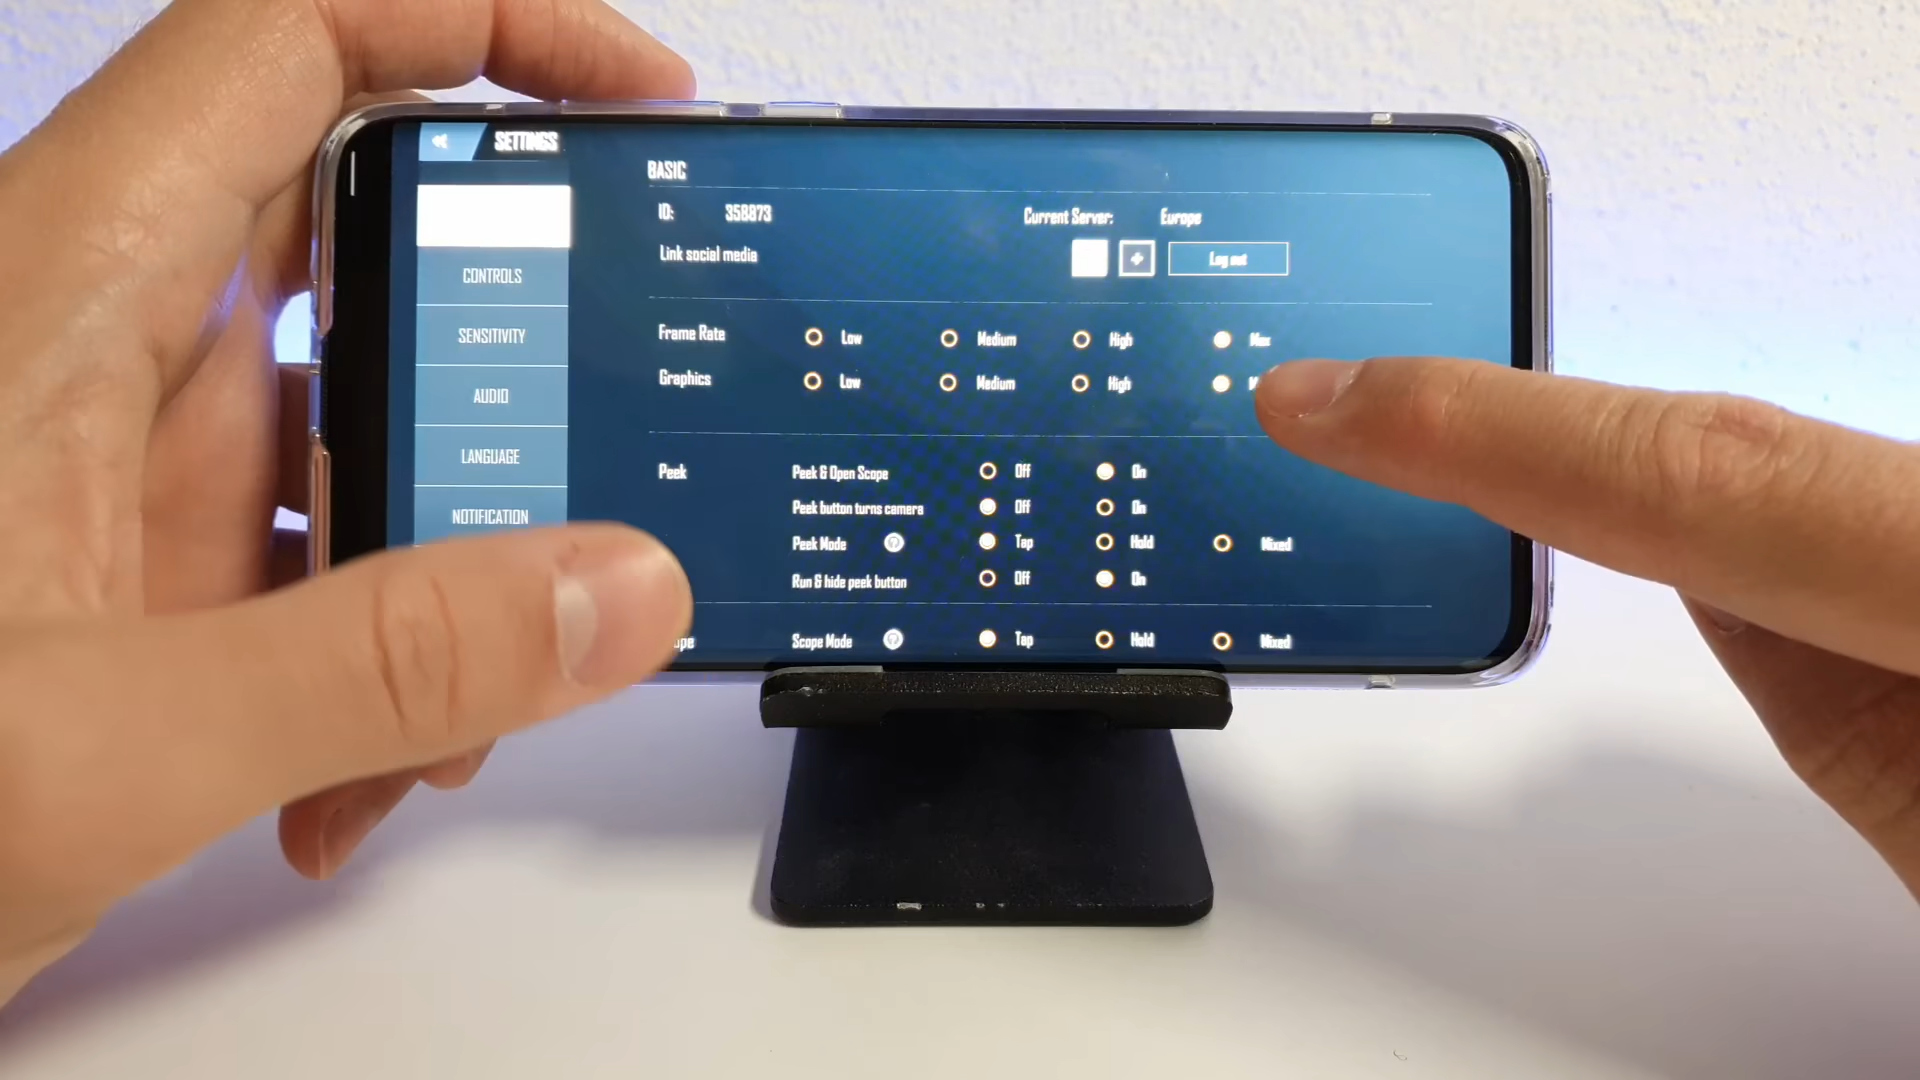 SETTINGS
BASIC
ID: 358873 Current Server: Europe
Link social media Log out
CONTROLS
SENSITIVITY
AUDIO
LANGUAGE
NOTIFICATION
Frame Rate Low Medium High Max
Graphics Low Medium High
Peek Peek & Open Scope Off On
Peek button turns camera Off On
Peek Mode Tap Hold Mixed
Run & hide peek button Off On
Scope Mode Tap Hold Mixed